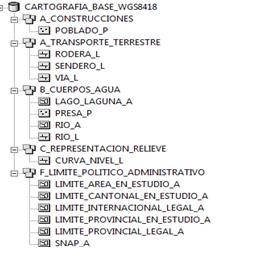 CARTOGRAFIA_BASE_WGS8418
A_CONSTRUCCIONES
POBLADO_P
A_TRANSPORTE_TERRESTRE
RODERA_L
SENDERO_L
VIA_L
B_CUERPOS_AGUA
LAGO_LAGUNA_A
PRESA_P
RIO_A
RIO_L
C_REPRESENTACION_RELIEVE
CURVA_NIVEL_L
F_LIMITE_POLITICO_ADMINISTRATIVO
LIMITE_AREA_EN_ESTUDIO_A
LIMITE_CANTONAL_EN_ESTUDIO_A
LIMITE_INTERNACIONAL_LEGAL_A
LIMITE_PROVINCIAL_EN_ESTUDIO_A
LIMITE_PROVINCIAL_LEGAL_A
SNAP_A